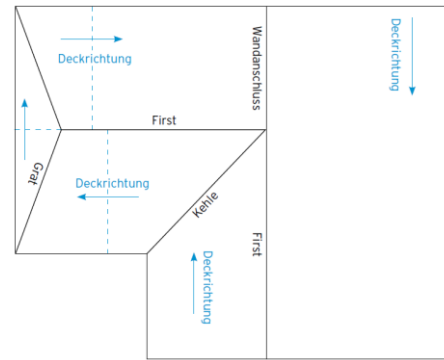 Deckrichtung
Wandanschluss
Deckrichtung
First
Grat
Deckrichtung
Kehle
First
Deckrichtung